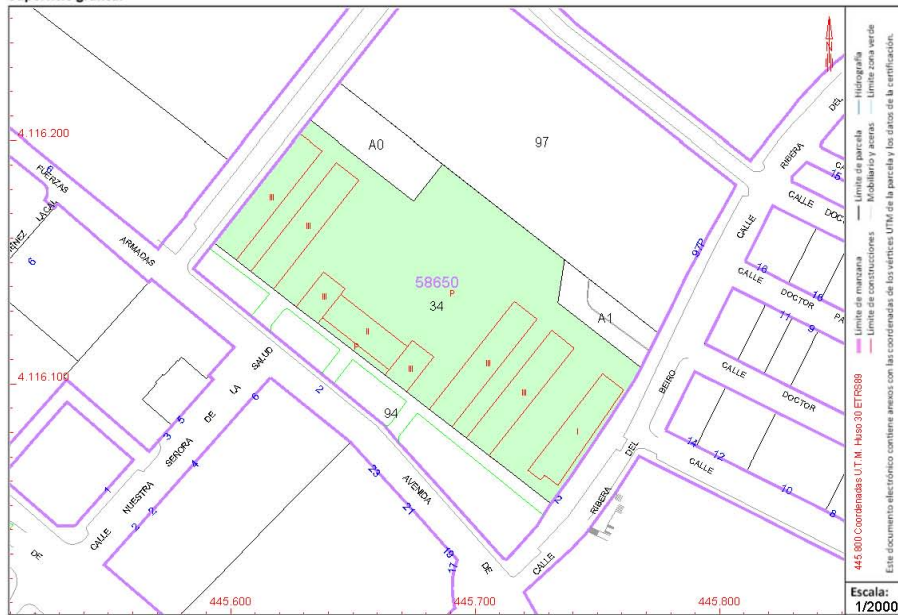 4.116.200
A0
97
N
RIBERA
DEL
15
CALLE
DOCTOR
6
FUERZAS
ARMADAS
6
III
III
58650
P
34
III
II
P
III
III
III
I
A1
97P
CALLE
16
18
CALLE
DOCTOR
PA
11
9
CALLE
DOCTOR
4.116.100
SALUD
LA
DE
SEÑORA
NUESTRA
CALLE
2
6
94
5
3
4
1
2
2
23
21
19
17
AVENIDA
DE
2
BEIRO
DEL
RIBERA
CALLE
14
12
CALLE
10
8
DE
445.600
445.700
445.800
Límite de manzana
Límite de parcela
Hidrografía
Límite de construcciones
Mobiliario y aceras
Límite zona verde
445.800 Coordenadas U.T.M. Huso 30 ETRS89
Este documento electrónico contiene anexos con las coordenadas de los vértices UTM de la parcela y los datos de la certificación.
Escala:
1/2000